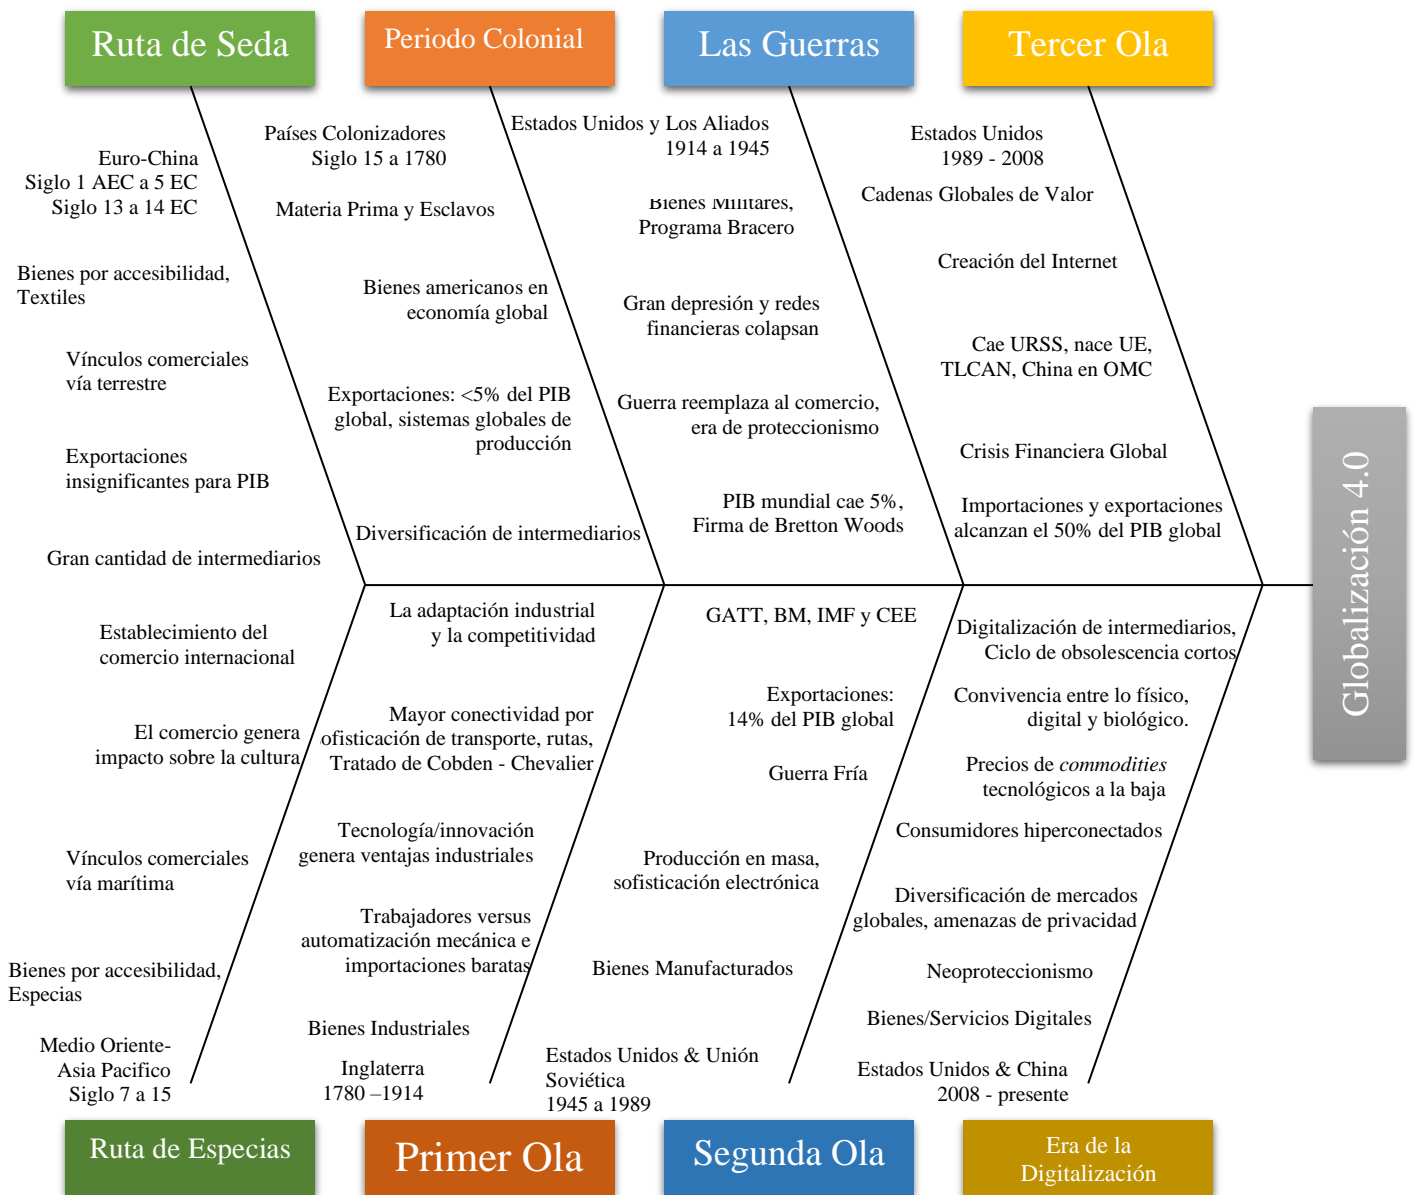 Ruta de Seda
Periodo Colonial
Las Guerras
Tercer Ola
Euro-China
Siglo 1 AEC a 5 EC
Siglo 13 a 14 EC
Bienes por accesibilidad,
Textiles
Vínculos comerciales
vía terrestre
Exportaciones
insignificantes para PIB
Gran cantidad de intermediarios
Países Colonizadores
Siglo 15 a 1780
Materia Prima y Esclavos
Bienes americanos en
economía global
Exportaciones: <5% del PIB
global, sistemas globales de
producción
Diversificación de intermediarios
Estados Unidos y Los Aliados
1914 a 1945
Bienes Militares,
Programa Bracero
Gran depresión y redes
financieras colapsan
Guerra reemplaza al comercio,
era de proteccionismo
PIB mundial cae 5%,
Firma de Bretton Woods
Estados Unidos
1989 - 2008
Cadenas Globales de Valor
Creación del Internet
Cae URSS, nace UE,
TLCAN, China en OMC
Crisis Financiera Global
Importaciones y exportaciones
alcanzan el 50% del PIB global
Globalización 4.0
Establecimiento del
comercio internacional
El comercio genera
impacto sobre la cultura
Vínculos comerciales
vía marítima
Bienes por accesibilidad,
Especias
Medio Oriente-
Asia Pacifico
Siglo 7 a 15
La adaptación industrial
y la competitividad
Mayor conectividad por
ofisticación de transporte, rutas,
Tratado de Cobden - Chevalier
Tecnología/innovación
genera ventajas industriales
Trabajadores versus
automatización mecánica e
importaciones baratas
Bienes Industriales
Inglaterra
1780 –1914
GATT, BM, IMF y CEE
Exportaciones:
14% del PIB global
Guerra Fría
Producción en masa,
sofisticación electrónica
Bienes Manufacturados
Estados Unidos & Unión
Soviética
1945 a 1989
Digitalización de intermediarios,
Ciclo de obsolescencia cortos
Convivencia entre lo físico,
digital y biológico.
Precios de commodities
tecnológicos a la baja
Consumidores hiperconectados
Diversificación de mercados
globales, amenazas de privacidad
Neoproteccionismo
Bienes/Servicios Digitales
Estados Unidos & China
2008 - presente
Ruta de Especias
Primer Ola
Segunda Ola
Era de la
Digitalización